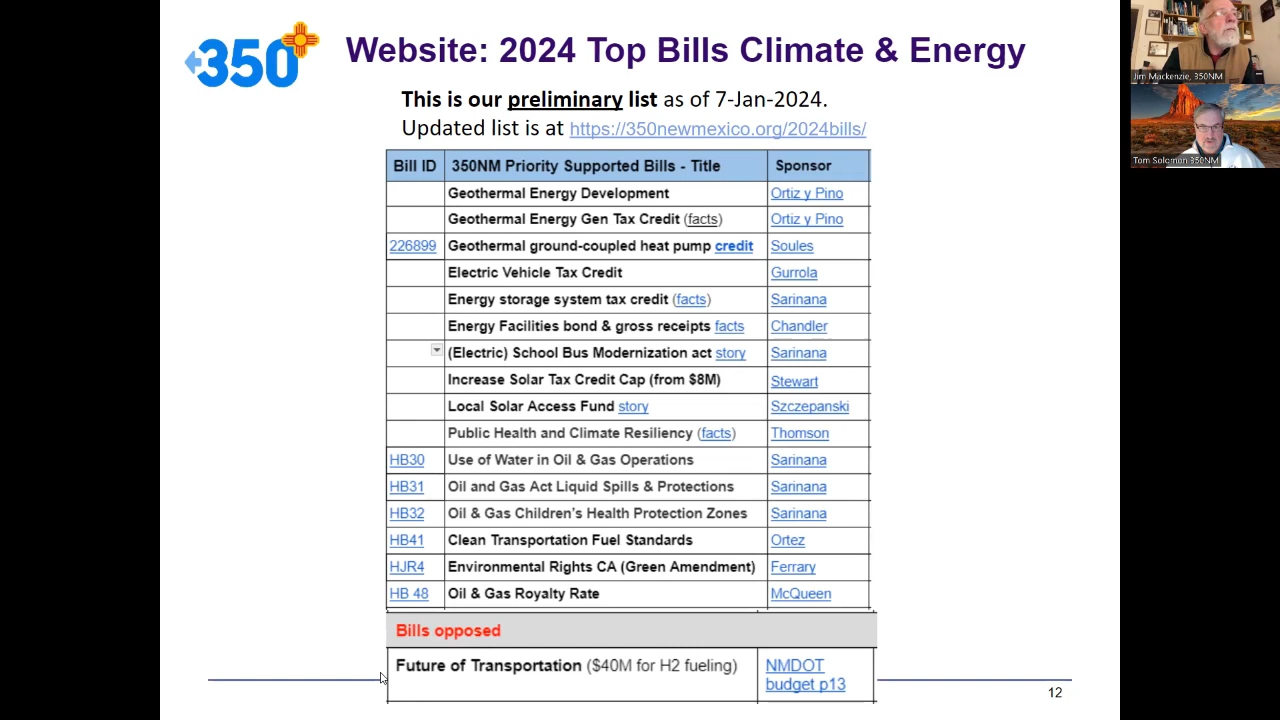 350
Website: 2024 Top Bills Climate & Energy
This is our preliminary list as of 7-Jan-2024.
Updated list is at https://350newmexico.org/2024bills/
Bill ID 350NM Priority Supported Bills - Title Sponsor
Geothermal Energy Development Ortiz y Pino
Geothermal Energy Gen Tax Credit (facts) Ortiz y Pino
226899 Geothermal ground-coupled heat pump credit Soules
Electric Vehicle Tax Credit Gurrola
Energy storage system tax credit (facts) Sarinana
Energy Facilities bond & gross receipts facts Chandler
(Electric) School Bus Modernization act story Sarinana
Increase Solar Tax Credit Cap (from $8M) Stewart
Local Solar Access Fund story Szczepanski
Public Health and Climate Resiliency (facts) Thomson
HB30 Use of Water in Oil & Gas Operations Sarinana
HB31 Oil and Gas Act Liquid Spills & Protections Sarinana
HB32 Oil & Gas Children's Health Protection Zones Sarinana
HB41 Clean Transportation Fuel Standards Ortez
HJR4 Environmental Rights CA (Green Amendment) Ferrary
HB 48 Oil & Gas Royalty Rate McQueen
Bills opposed
Future of Transportation ($40M for H2 fueling) NMDOT
budget p13
12
Jim Mackenzie, 350NM
Tom Solomon 350NM